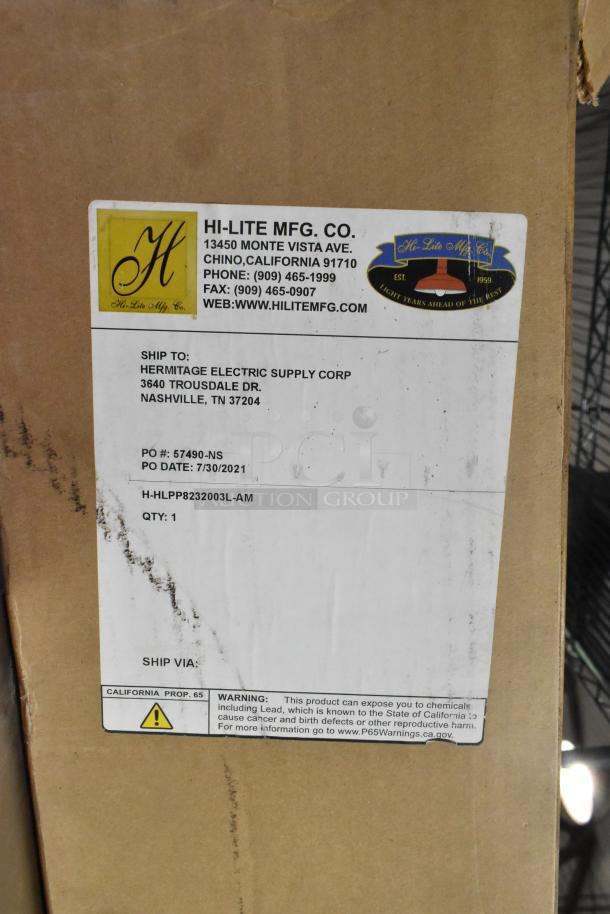 H
Hi-Lite Mfg. Co.
HI-LITE MFG. CO.
13450 MONTE VISTA AVE.
CHINO,CALIFORNIA 91710
PHONE: (909) 465-1999
FAX: (909) 465-0907
WEB:WWW.HILITEMFG.COM
Hi-Lite Mfg. Co.
EST. 1959
LIGHT YEARS AHEAD OF THE REST
SHIP TO:
HERMITAGE ELECTRIC SUPPLY CORP
3640 TROUSDALE DR.
NASHVILLE, TN 37204
PO #: 57490-NS
PO DATE: 7/30/2021
PCI
AUCTION GROUP
H-HLPP8232003L-AM
QTY: 1
SHIP VIA:
CALIFORNIA PROP. 65
WARNING: This product can expose you to chemicals
including Lead, which is known to the State of California to
cause cancer and birth defects or other reproductive harm.
For more information go to www.P65Warnings.ca.gov.